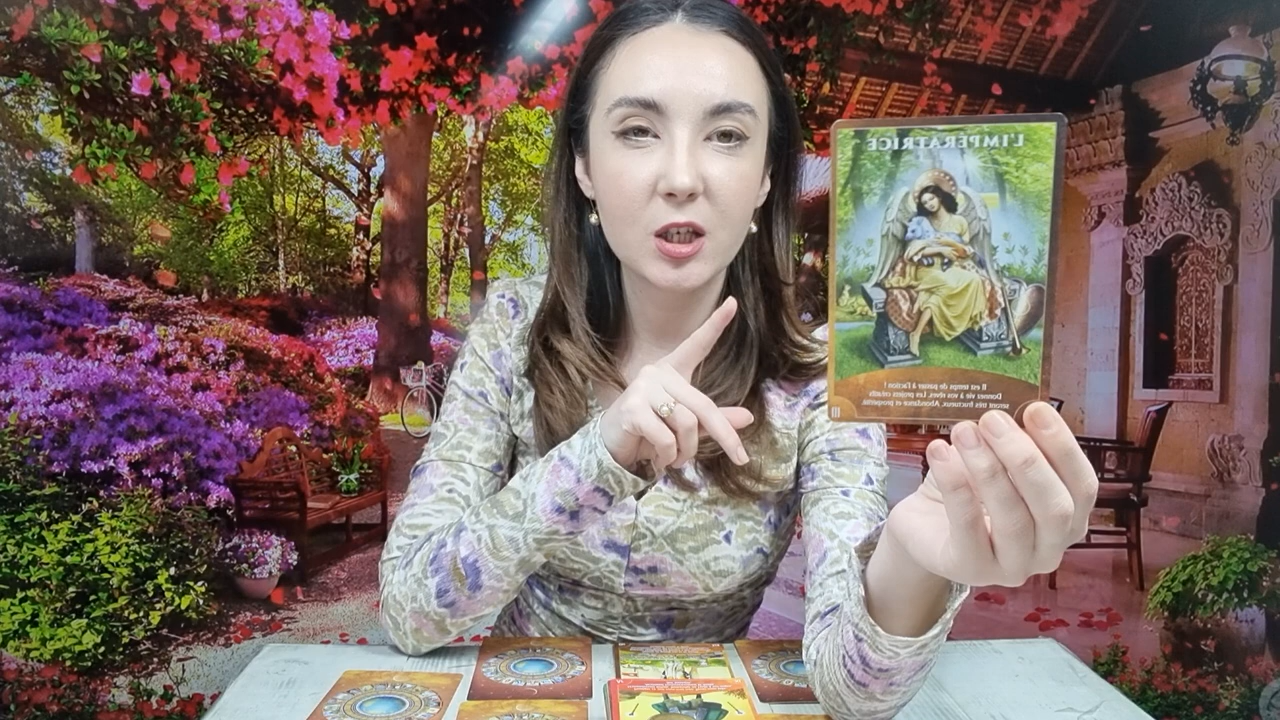 L'IMPÉRATRICE
Il est temps de passer à l'action !
Donnez vie à vos rêves. Les projets créatifs
seront très fructueux. Abondance et prospérité.
III